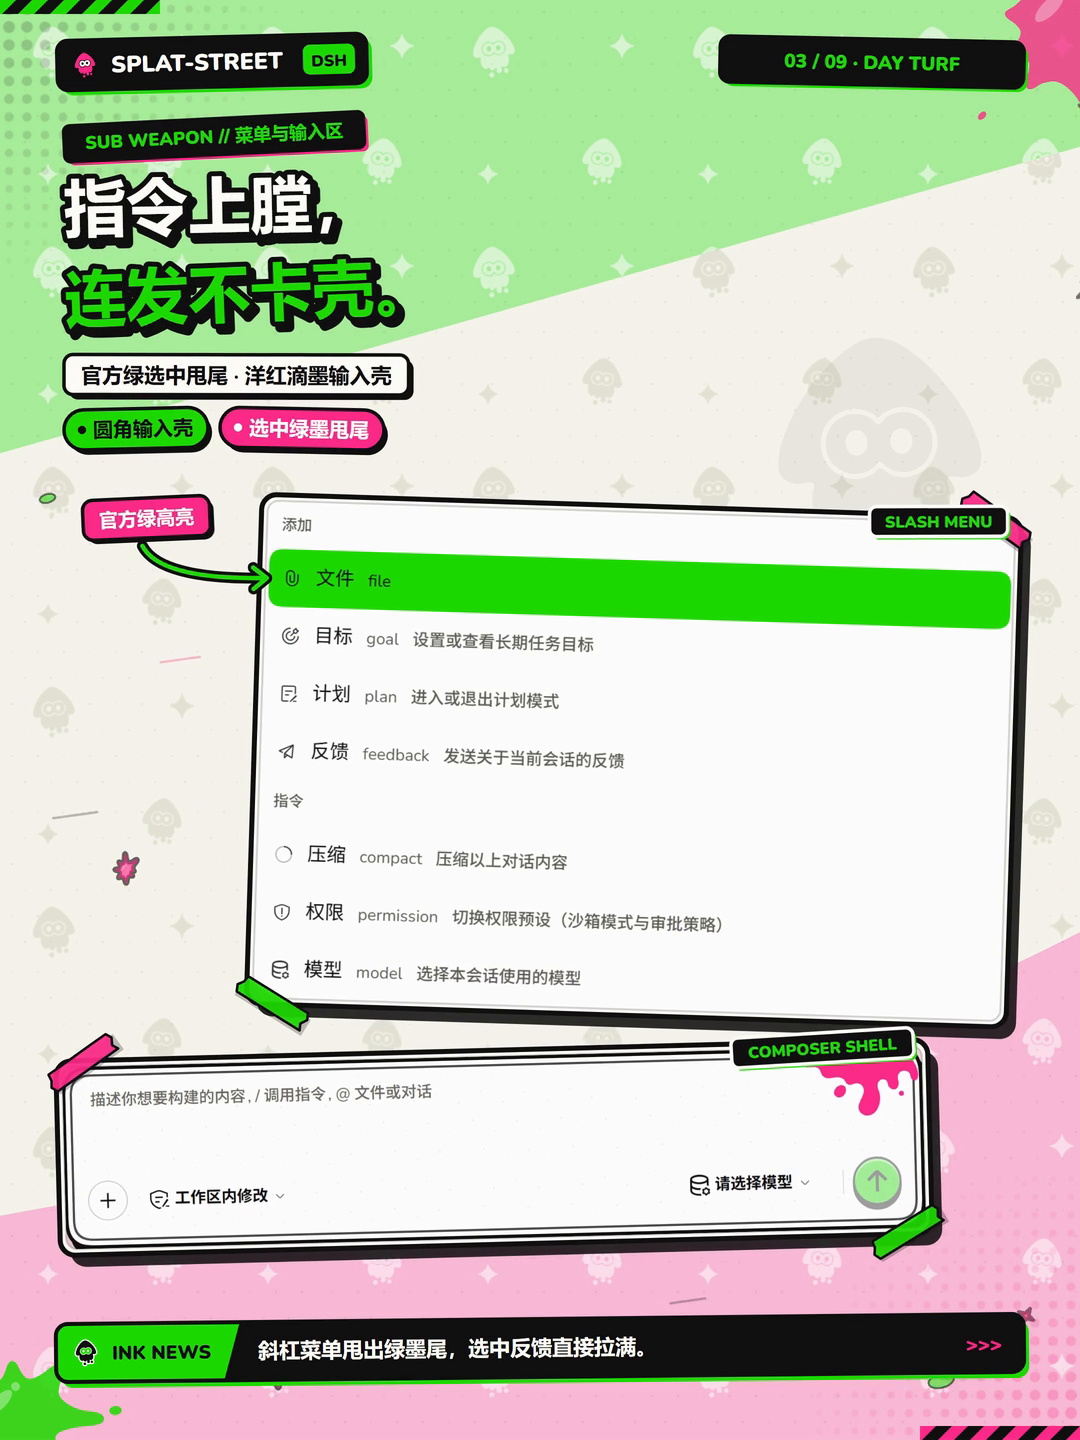 SPLAT-STREET DSH
03 / 09 · DAY TURF
SUB WEAPON // 菜单与输入区
指令上膛，
连发不卡壳。
官方绿选中甩尾 · 洋红滴墨输入壳
• 圆角输入壳
• 选中绿墨甩尾
官方绿高亮
SLASH MENU
添加
文件 file
目标 goal 设置或查看长期任务目标
计划 plan 进入或退出计划模式
反馈 feedback 发送关于当前会话的反馈
指令
压缩 compact 压缩以上对话内容
权限 permission 切换权限预设（沙箱模式与审批策略）
模型 model 选择本会话使用的模型
COMPOSER SHELL
描述你想要构建的内容, / 调用指令, @ 文件或对话
工作区内修改
请选择模型
INK NEWS
斜杠菜单甩出绿墨尾，选中反馈直接拉满。
>>>